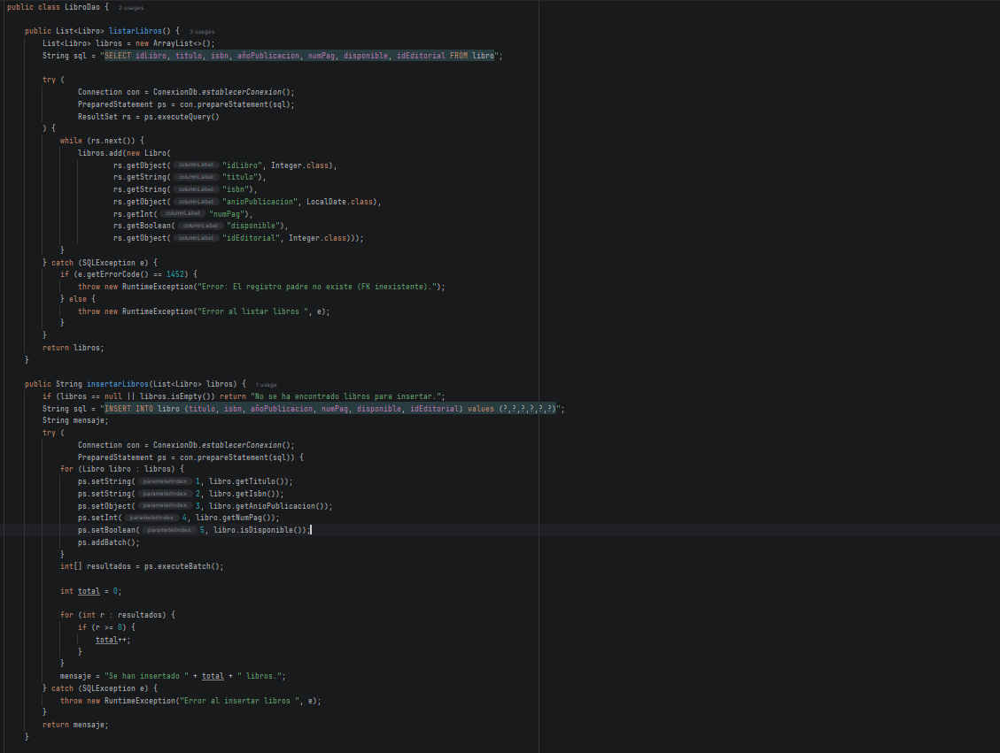 public class LibroDao {  2 usages
public List<Libro> listarLibros() {  3 usages
List<Libro> libros = new ArrayList<>();
String sql = "SELECT idLibro, titulo, isbn, añoPublicacion, numPag, disponible, idEditorial FROM libro";
try (
Connection con = ConexionDb.establecerConexion();
PreparedStatement ps = con.prepareStatement(sql);
ResultSet rs = ps.executeQuery()
) {
while (rs.next()) {
libros.add(new Libro(
rs.getObject( columnLabel: "idLibro", Integer.class),
rs.getString( columnLabel: "titulo"),
rs.getString( columnLabel: "isbn"),
rs.getObject( columnLabel: "anioPublicacion", LocalDate.class),
rs.getInt( columnLabel: "numPag"),
rs.getBoolean( columnLabel: "disponible"),
rs.getObject( columnLabel: "idEditorial", Integer.class)));
}
} catch (SQLException e) {
if (e.getErrorCode() == 1452) {
throw new RuntimeException("Error: El registro padre no existe (FK inexistente).");
} else {
throw new RuntimeException("Error al listar libros ", e);
}
}
return libros;
}
public String insertarLibros(List<Libro> libros) {  1 usage
if (libros == null || libros.isEmpty()) return "No se ha encontrado libros para insertar.";
String sql = "INSERT INTO libro (titulo, isbn, añoPublicacion, numPag, disponible, idEditorial) values (?,?,?,?,?,?)";
String mensaje;
try (
Connection con = ConexionDb.establecerConexion();
PreparedStatement ps = con.prepareStatement(sql)) {
for (Libro libro : libros) {
ps.setString( parameterIndex: 1, libro.getTitulo());
ps.setString( parameterIndex: 2, libro.getIsbn());
ps.setObject( parameterIndex: 3, libro.getAnioPublicacion());
ps.setInt( parameterIndex: 4, libro.getNumPag());
ps.setBoolean( parameterIndex: 5, libro.isDisponible());
ps.addBatch();
}
int[] resultados = ps.executeBatch();
int total = 0;
for (int r : resultados) {
if (r >= 0) {
total++;
}
}
mensaje = "Se han insertado " + total + " libros.";
} catch (SQLException e) {
throw new RuntimeException("Error al insertar libros ", e);
}
return mensaje;
}